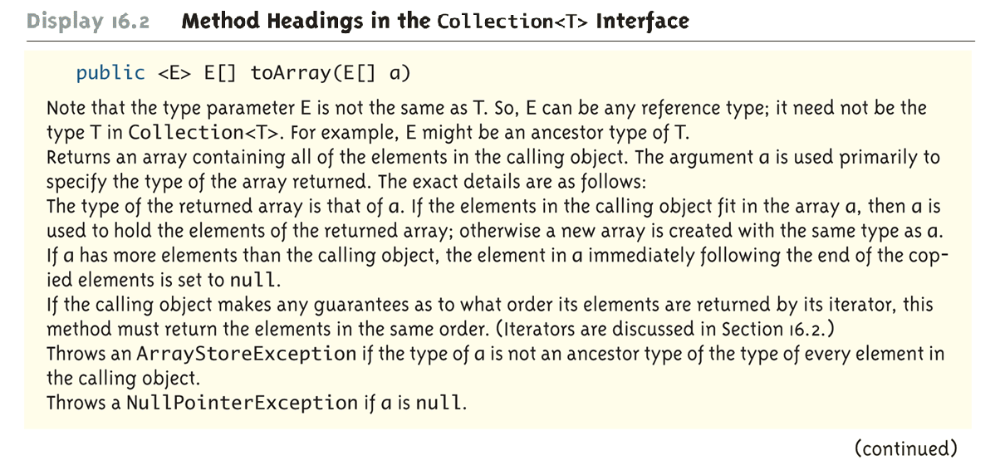 Display 16.2 Method Headings in the Collection<T> Interface
public <E> E[] toArray(E[] a)
Note that the type parameter E is not the same as T. So, E can be any reference type; it need not be the
type T in Collection<T>. For example, E might be an ancestor type of T.
Returns an array containing all of the elements in the calling object. The argument a is used primarily to
specify the type of the array returned. The exact details are as follows:
The type of the returned array is that of a. If the elements in the calling object fit in the array a, then a is
used to hold the elements of the returned array; otherwise a new array is created with the same type as a.
If a has more elements than the calling object, the element in a immediately following the end of the cop-
ied elements is set to null.
If the calling object makes any guarantees as to what order its elements are returned by its iterator, this
method must return the elements in the same order. (Iterators are discussed in Section 16.2.)
Throws an ArrayStoreException if the type of a is not an ancestor type of the type of every element in
the calling object.
Throws a NullPointerException if a is null.
(continued)